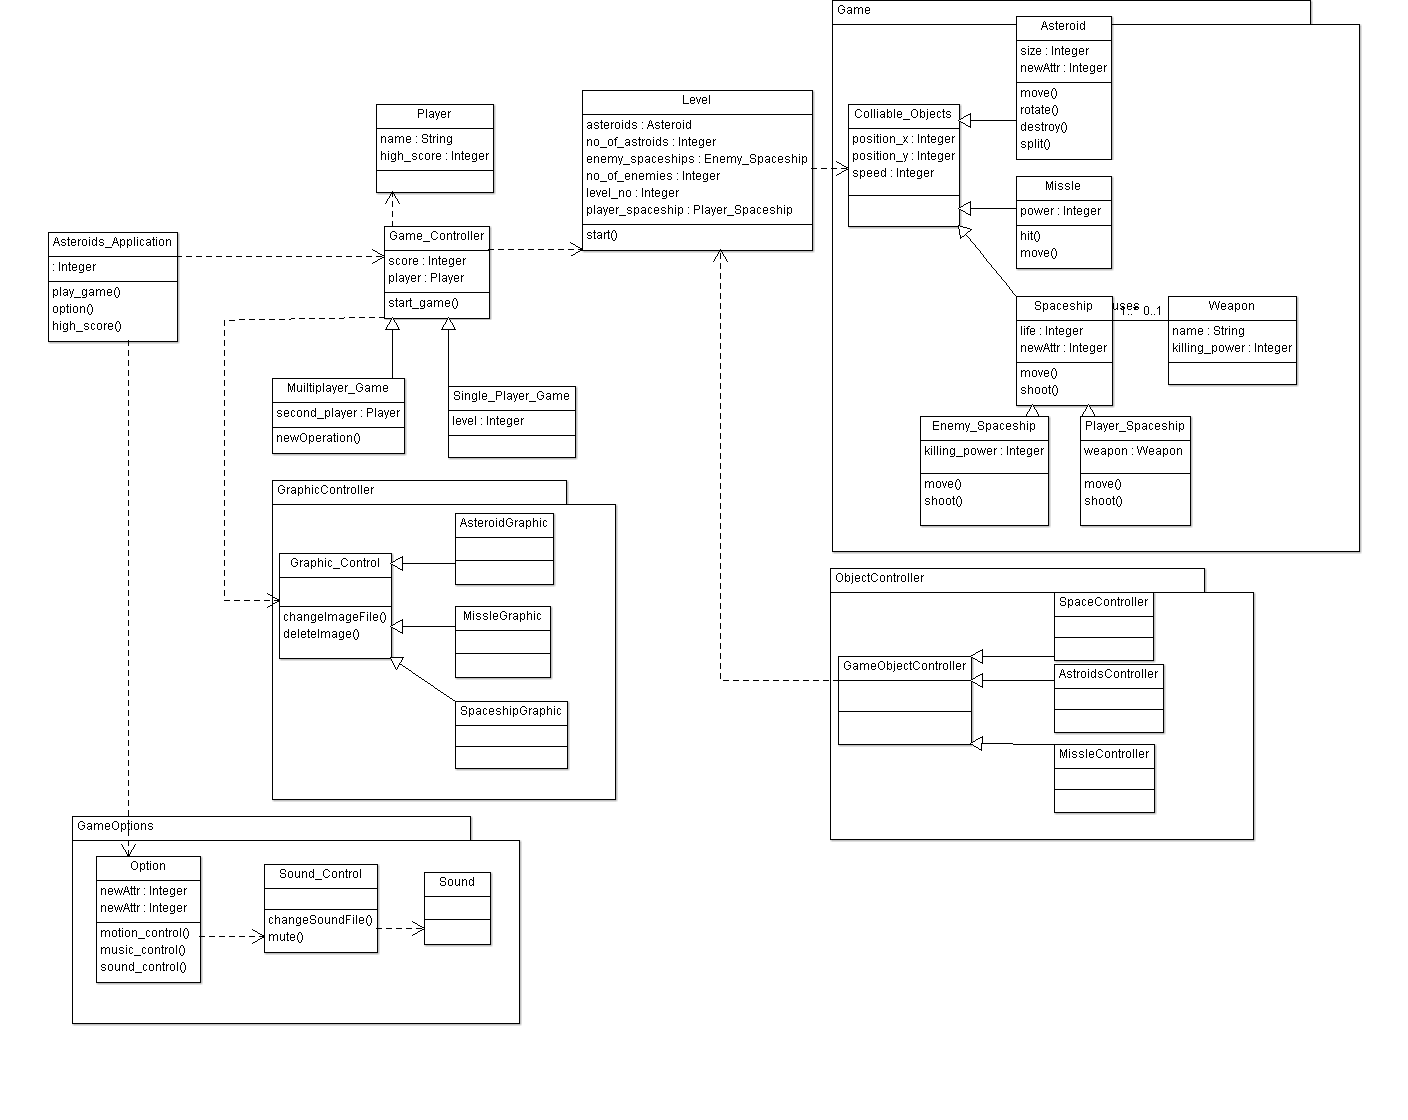 Game
Asteroid
size : Integer
newAttr : Integer
move()
rotate()
destroy()
split()
Colliable_Objects
position_x : Integer
position_y : Integer
speed : Integer
Missle
power : Integer
hit()
move()
Spaceship
life : Integer
newAttr : Integer
move()
shoot()
uses
1..* 0..1
Weapon
name : String
killing_power : Integer
Enemy_Spaceship
killing_power : Integer
move()
shoot()
Player_Spaceship
weapon : Weapon
move()
shoot()
Level
asteroids : Asteroid
no_of_astroids : Integer
enemy_spaceships : Enemy_Spaceship
no_of_enemies : Integer
level_no : Integer
player_spaceship : Player_Spaceship
start()
Player
name : String
high_score : Integer
Asteroids_Application
: Integer
play_game()
option()
high_score()
Game_Controller
score : Integer
player : Player
start_game()
Muiltiplayer_Game
second_player : Player
newOperation()
Single_Player_Game
level : Integer
GraphicController
AsteroidGraphic
Graphic_Control
changeImageFile()
deleteImage()
MissleGraphic
SpaceshipGraphic
ObjectController
SpaceController
GameObjectController
AstroidsController
MissleController
GameOptions
Option
newAttr : Integer
newAttr : Integer
motion_control()
music_control()
sound_control()
Sound_Control
changeSoundFile()
mute()
Sound